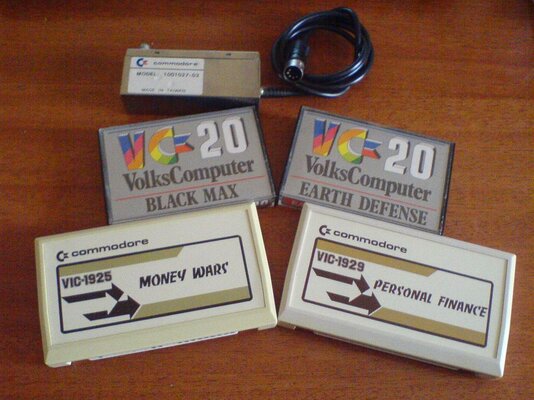 commodore
MODEL: 1001027-03
MADE IN TAIWAN
VC-20
VolksComputer
BLACK MAX
VC-20
VolksComputer
EARTH DEFENSE
commodore
VIC-1925
MONEY WARS
commodore
VIC-1929
PERSONAL FINANCE